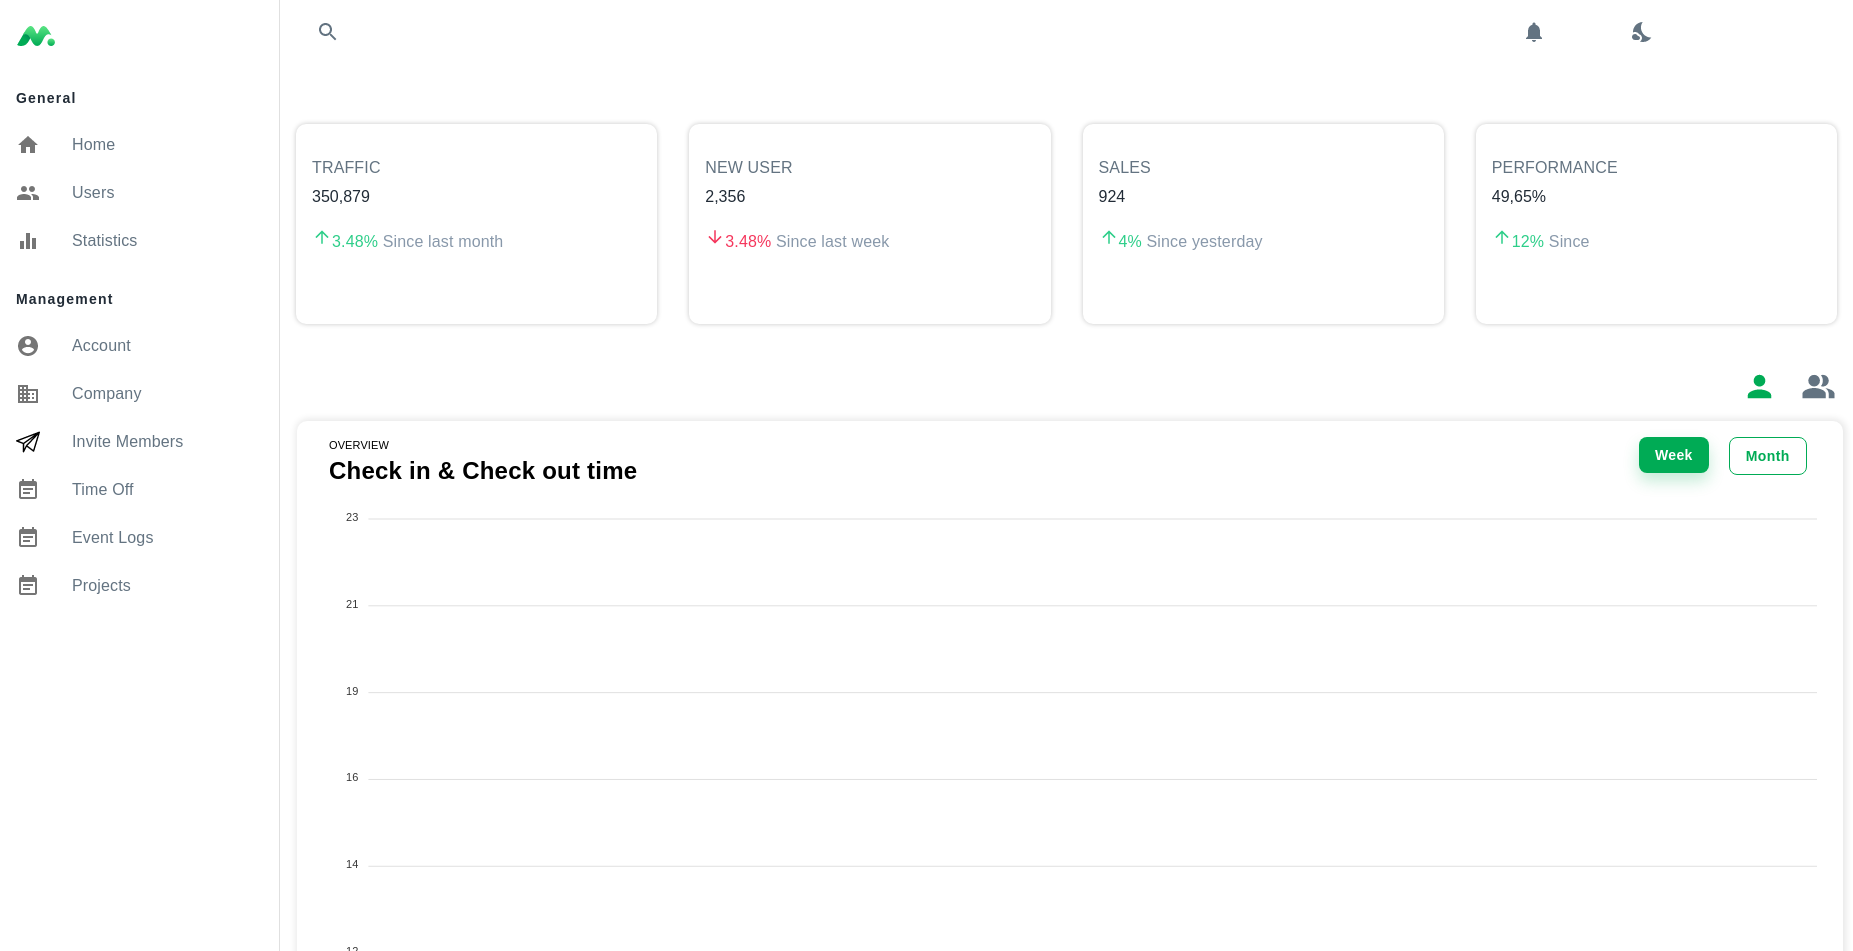 General
Home
Users
Statistics
Management
Account
Company
Invite Members
Time Off
Event Logs
Projects
TRAFFIC
350,879
3.48% Since last month
NEW USER
2,356
3.48% Since last week
SALES
924
4% Since yesterday
PERFORMANCE
49,65%
12% Since
OVERVIEW
Check in & Check out time
Week
Month
23
21
19
16
14